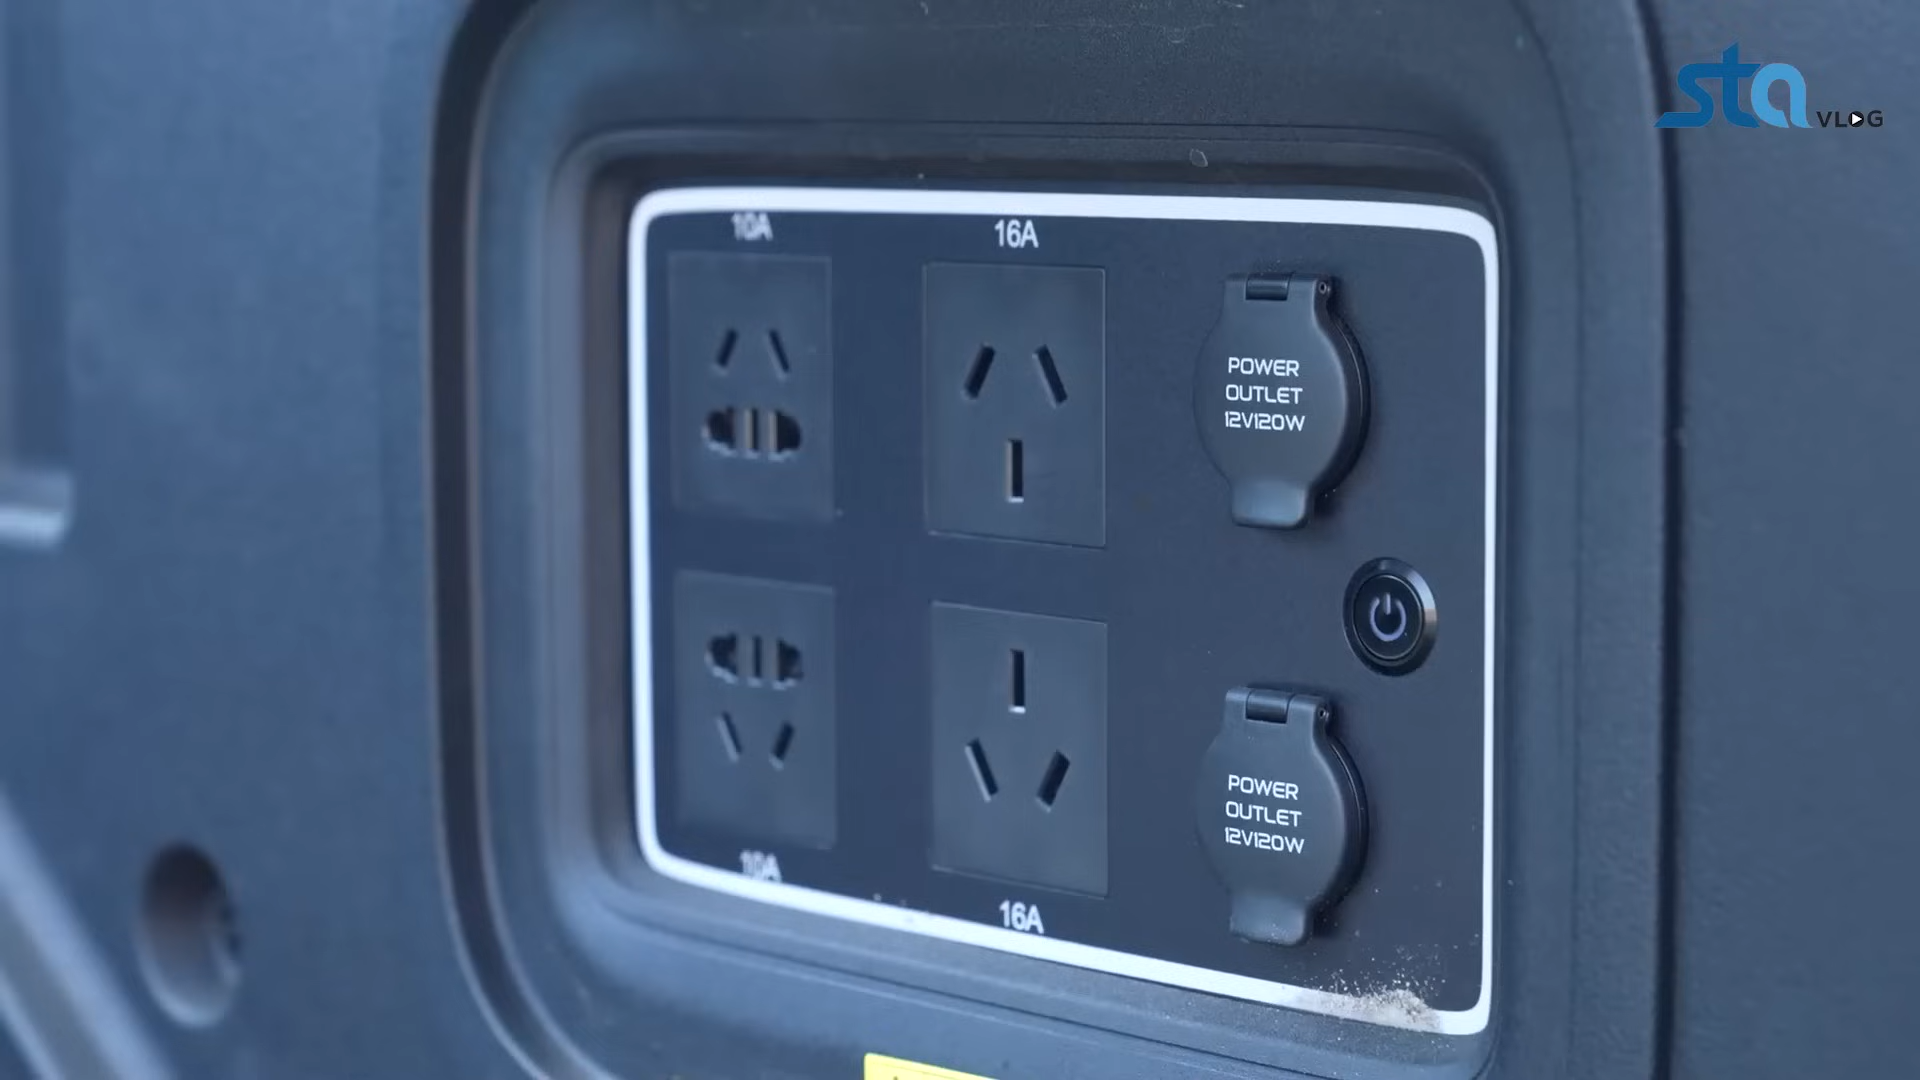 sta
VLOG
10A
16A
POWER
OUTLET
12V120W
POWER
OUTLET
12V120W
10A
16A